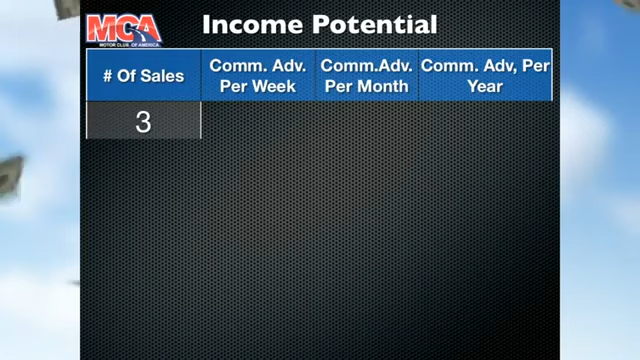 MCA
MOTOR CLUB OF AMERICA
Income Potential
# Of Sales
Comm. Adv.
Per Week
Comm.Adv.
Per Month
Comm. Adv, Per
Year
3